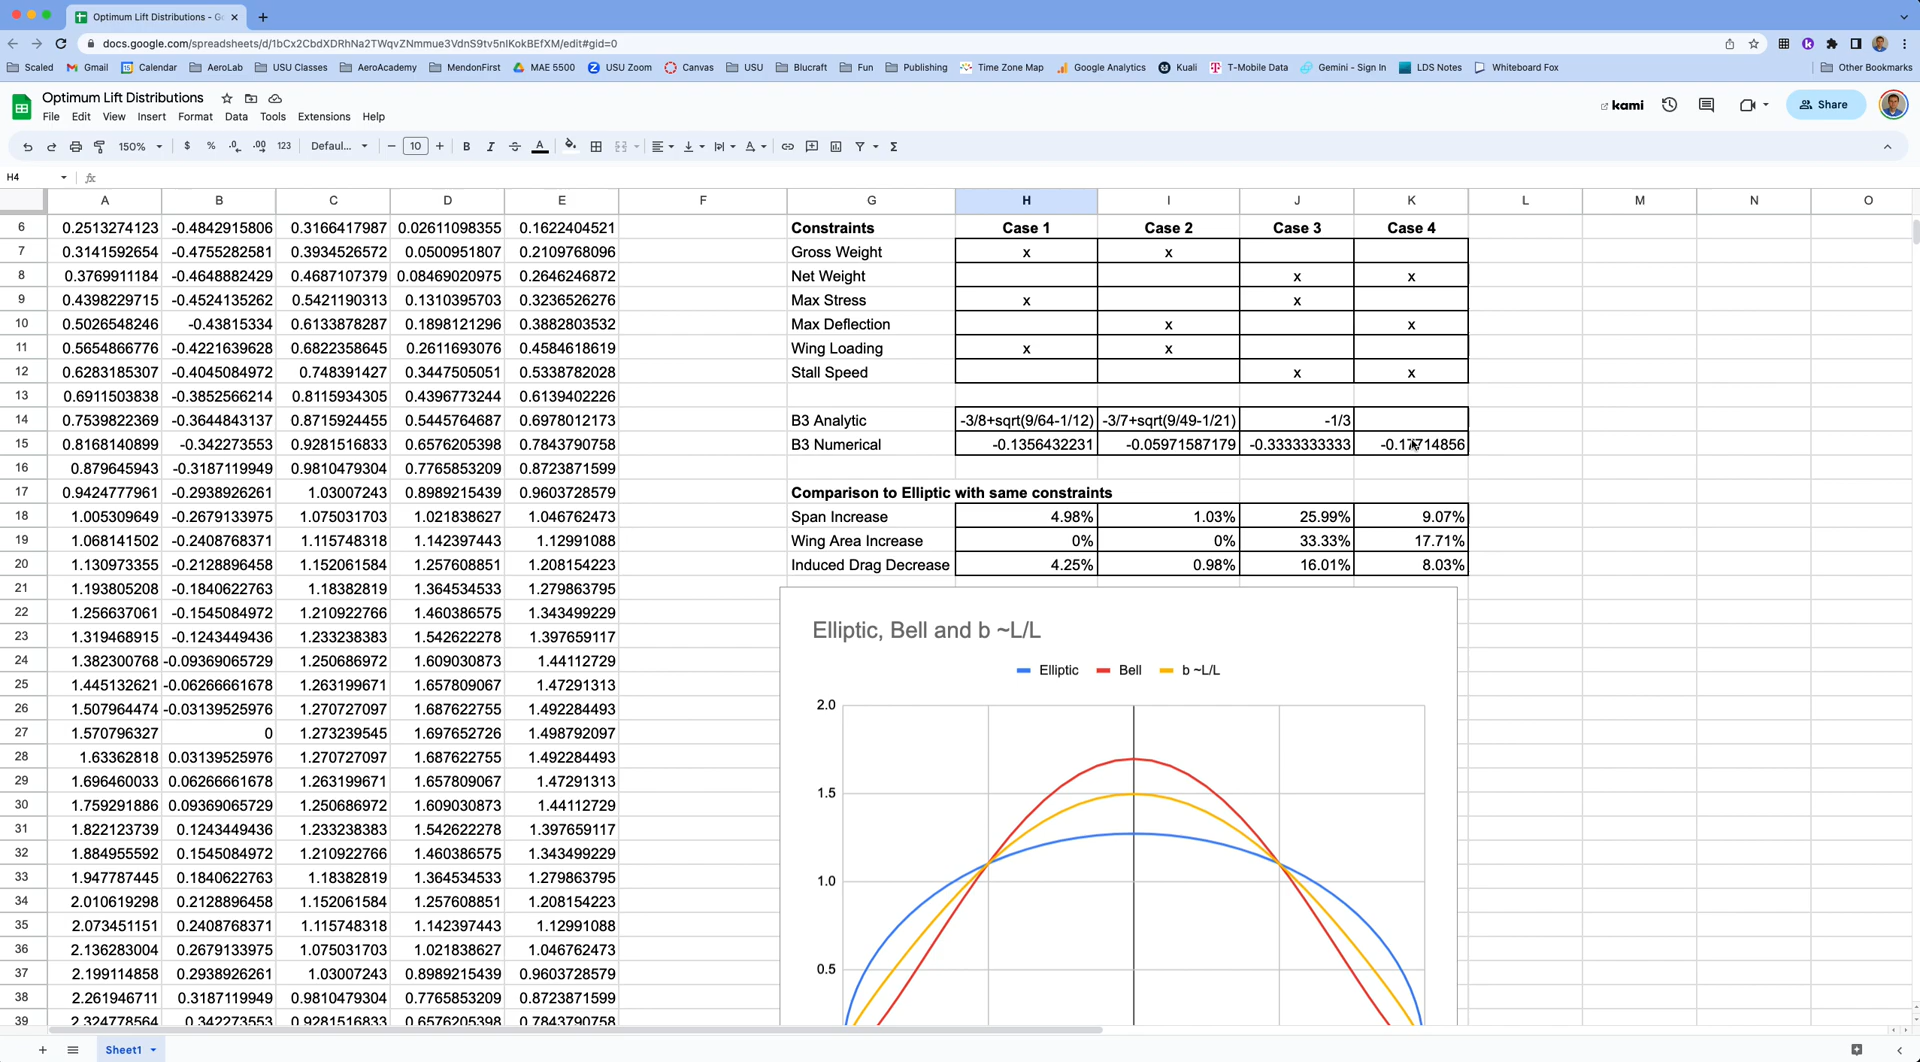 Optimum Lift Distributions - G
docs.google.com/spreadsheets/d/1bCx2CbdXDRhNa2TWqvZNmmue3VdnS9tv5nIKokBEfXM/edit#gid=0
Scaled Gmail Calendar AeroLab USU Classes AeroAcademy MendonFirst MAE 5500 USU Zoom Canvas USU Blucraft Fun Publishing Time Zone Map Google Analytics Kuali T-Mobile Data Gemini - Sign In LDS Notes Whiteboard Fox Other Bookmarks
Optimum Lift Distributions
kami Share
File Edit View Insert Format Data Tools Extensions Help
150% $ % .0 .00 123 Defaul... 10 B I A
H4 fx
A B C D E F G H I J K L M N O
6 0.2513274123 -0.4842915806 0.3166417987 0.02611098355 0.1622404521 Constraints Case 1 Case 2 Case 3 Case 4
7 0.3141592654 -0.4755282581 0.3934526572 0.0500951807 0.2109768096 Gross Weight x x
8 0.3769911184 -0.4648882429 0.4687107379 0.08469020975 0.2646246872 Net Weight x x
9 0.4398229715 -0.4524135262 0.5421190313 0.1310395703 0.3236526276 Max Stress x x
10 0.5026548246 -0.43815334 0.6133878287 0.1898121296 0.3882803532 Max Deflection x x
11 0.5654866776 -0.4221639628 0.6822358645 0.2611693076 0.4584618619 Wing Loading x x
12 0.6283185307 -0.4045084972 0.748391427 0.3447505051 0.5338782028 Stall Speed x x
13 0.6911503838 -0.3852566214 0.8115934305 0.4396773244 0.6139402226
14 0.7539822369 -0.3644843137 0.8715924455 0.5445764687 0.6978012173 B3 Analytic -3/8+sqrt(9/64-1/12) -3/7+sqrt(9/49-1/21) -1/3
15 0.8168140899 -0.342273553 0.9281516833 0.6576205398 0.7843790758 B3 Numerical -0.1356432231 -0.05971587179 -0.3333333333 -0.17714856
16 0.879645943 -0.3187119949 0.9810479304 0.7765853209 0.8723871599
17 0.9424777961 -0.2938926261 1.03007243 0.8989215439 0.9603728579 Comparison to Elliptic with same constraints
18 1.005309649 -0.2679133975 1.075031703 1.021838627 1.046762473 Span Increase 4.98% 1.03% 25.99% 9.07%
19 1.068141502 -0.2408768371 1.115748318 1.142397443 1.12991088 Wing Area Increase 0% 0% 33.33% 17.71%
20 1.130973355 -0.2128896458 1.152061584 1.257608851 1.208154223 Induced Drag Decrease 4.25% 0.98% 16.01% 8.03%
21 1.193805208 -0.1840622763 1.18382819 1.364534533 1.279863795
22 1.256637061 -0.1545084972 1.210922766 1.460386575 1.343499229
23 1.319468915 -0.1243449436 1.233238383 1.542622278 1.397659117
24 1.382300768 -0.09369065729 1.250686972 1.609030873 1.44112729
25 1.445132621 -0.06266661678 1.263199671 1.657809067 1.47291313
26 1.507964474 -0.03139525976 1.270727097 1.687622755 1.492284493
27 1.570796327 0 1.273239545 1.697652726 1.498792097
28 1.63362818 0.03139525976 1.270727097 1.687622755 1.492284493
29 1.696460033 0.06266661678 1.263199671 1.657809067 1.47291313
30 1.759291886 0.09369065729 1.250686972 1.609030873 1.44112729
31 1.822123739 0.1243449436 1.233238383 1.542622278 1.397659117
32 1.884955592 0.1545084972 1.210922766 1.460386575 1.343499229
33 1.947787445 0.1840622763 1.18382819 1.364534533 1.279863795
34 2.010619298 0.2128896458 1.152061584 1.257608851 1.208154223
35 2.073451151 0.2408768371 1.115748318 1.142397443 1.12991088
36 2.136283004 0.2679133975 1.075031703 1.021838627 1.046762473
37 2.199114858 0.2938926261 1.03007243 0.8989215439 0.9603728579
38 2.261946711 0.3187119949 0.9810479304 0.7765853209 0.8723871599
39 2.324778564 0.342273553 0.9281516833 0.6576205398 0.7843790758
Elliptic, Bell and b ~L/L
Elliptic Bell b ~L/L
2.0
1.5
1.0
0.5
Sheet1